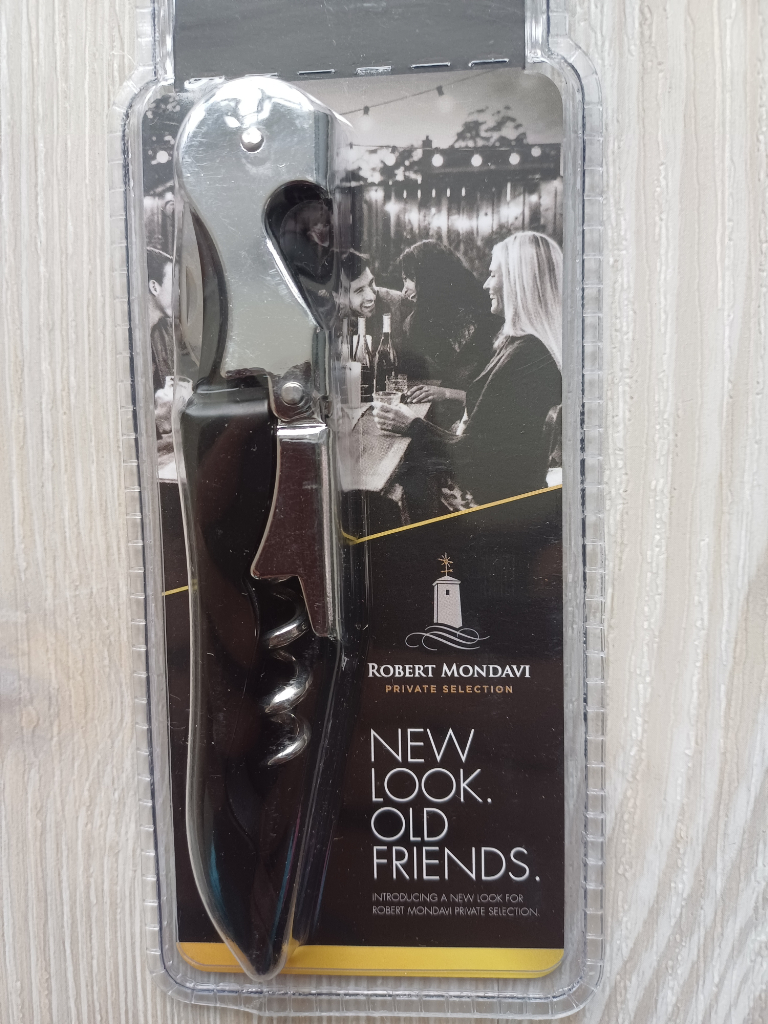 ROBERT MONDAVI
PRIVATE SELECTION
NEW
LOOK.
OLD
FRIENDS.
INTRODUCING A NEW LOOK FOR
ROBERT MONDAVI PRIVATE SELECTION.